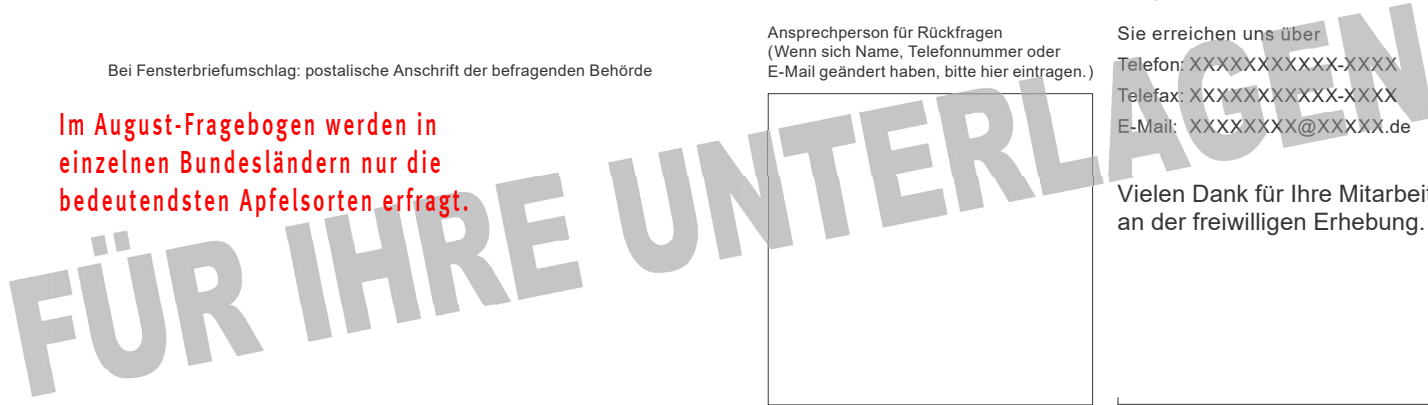 Bei Fensterbriefumschlag: postalische Anschrift der befragenden Behörde
Im August-Fragebogen werden in
einzelnen Bundesländern nur die
bedeutendsten Apfelsorten erfragt.
Ansprechperson für Rückfragen
(Wenn sich Name, Telefonnummer oder
E-Mail geändert haben, bitte hier eintragen.)
Sie erreichen uns über
Telefon: XXXXXXXXXXX-XXXX
Telefax: XXXXXXXXXXX-XXXX
E-Mail: XXXXXXXX@XXXXX.de
Vielen Dank für Ihre Mitarbeit
an der freiwilligen Erhebung.
FÜR IHRE UNTERLAGEN